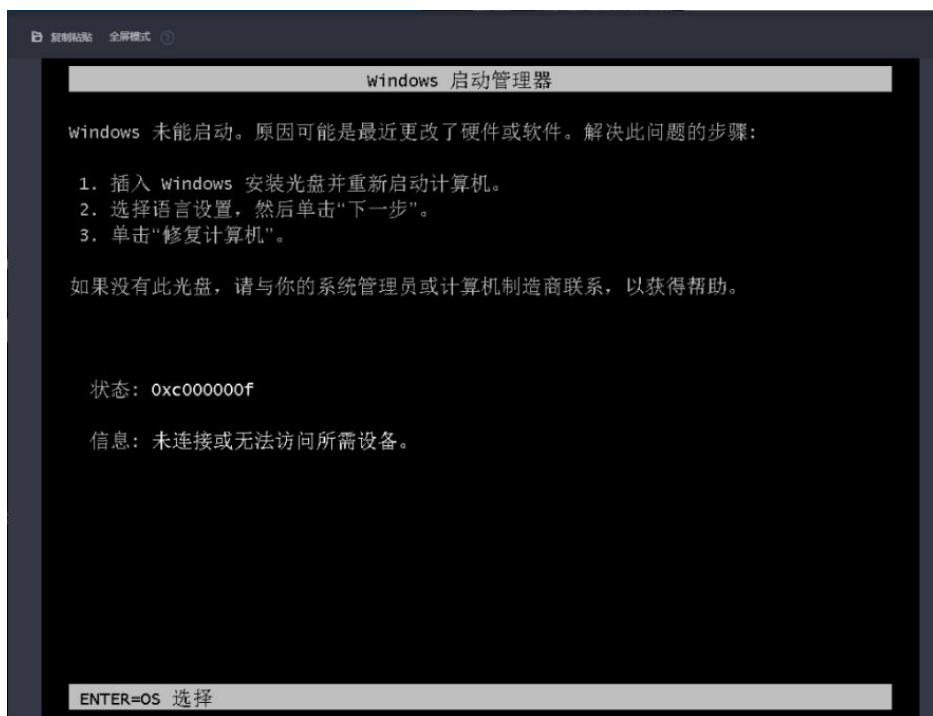 复制粘贴 全屏模式 ?
Windows 启动管理器
Windows 未能启动。原因可能是最近更改了硬件或软件。解决此问题的步骤:
1. 插入 Windows 安装光盘并重新启动计算机。
2. 选择语言设置，然后单击“下一步”。
3. 单击“修复计算机”。
如果没有此光盘，请与你的系统管理员或计算机制造商联系，以获得帮助。
状态: 0xc000000f
信息: 未连接或无法访问所需设备。
ENTER=OS 选择